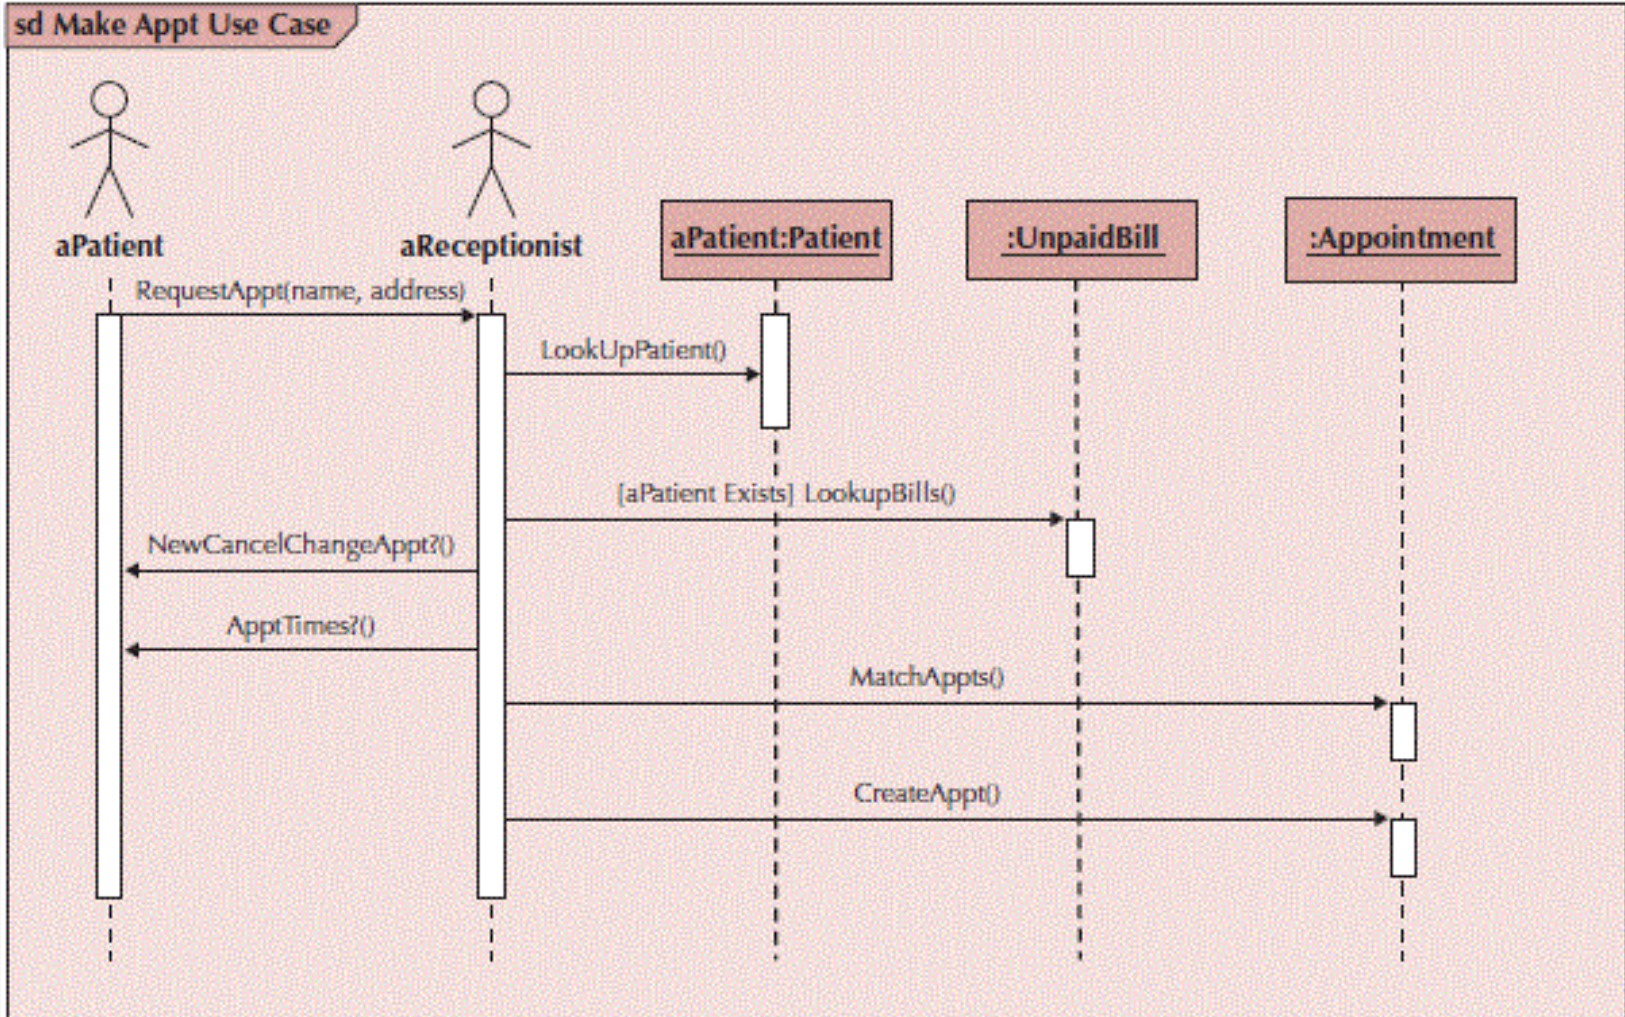 sd Make Appt Use Case
aPatient
aReceptionist
aPatient:Patient
:UnpaidBill
:Appointment
RequestAppt(name, address)
LookUpPatient()
[aPatient Exists] LookupBills()
NewCancelChangeAppt?()
ApptTimes?()
MatchAppts()
CreateAppt()